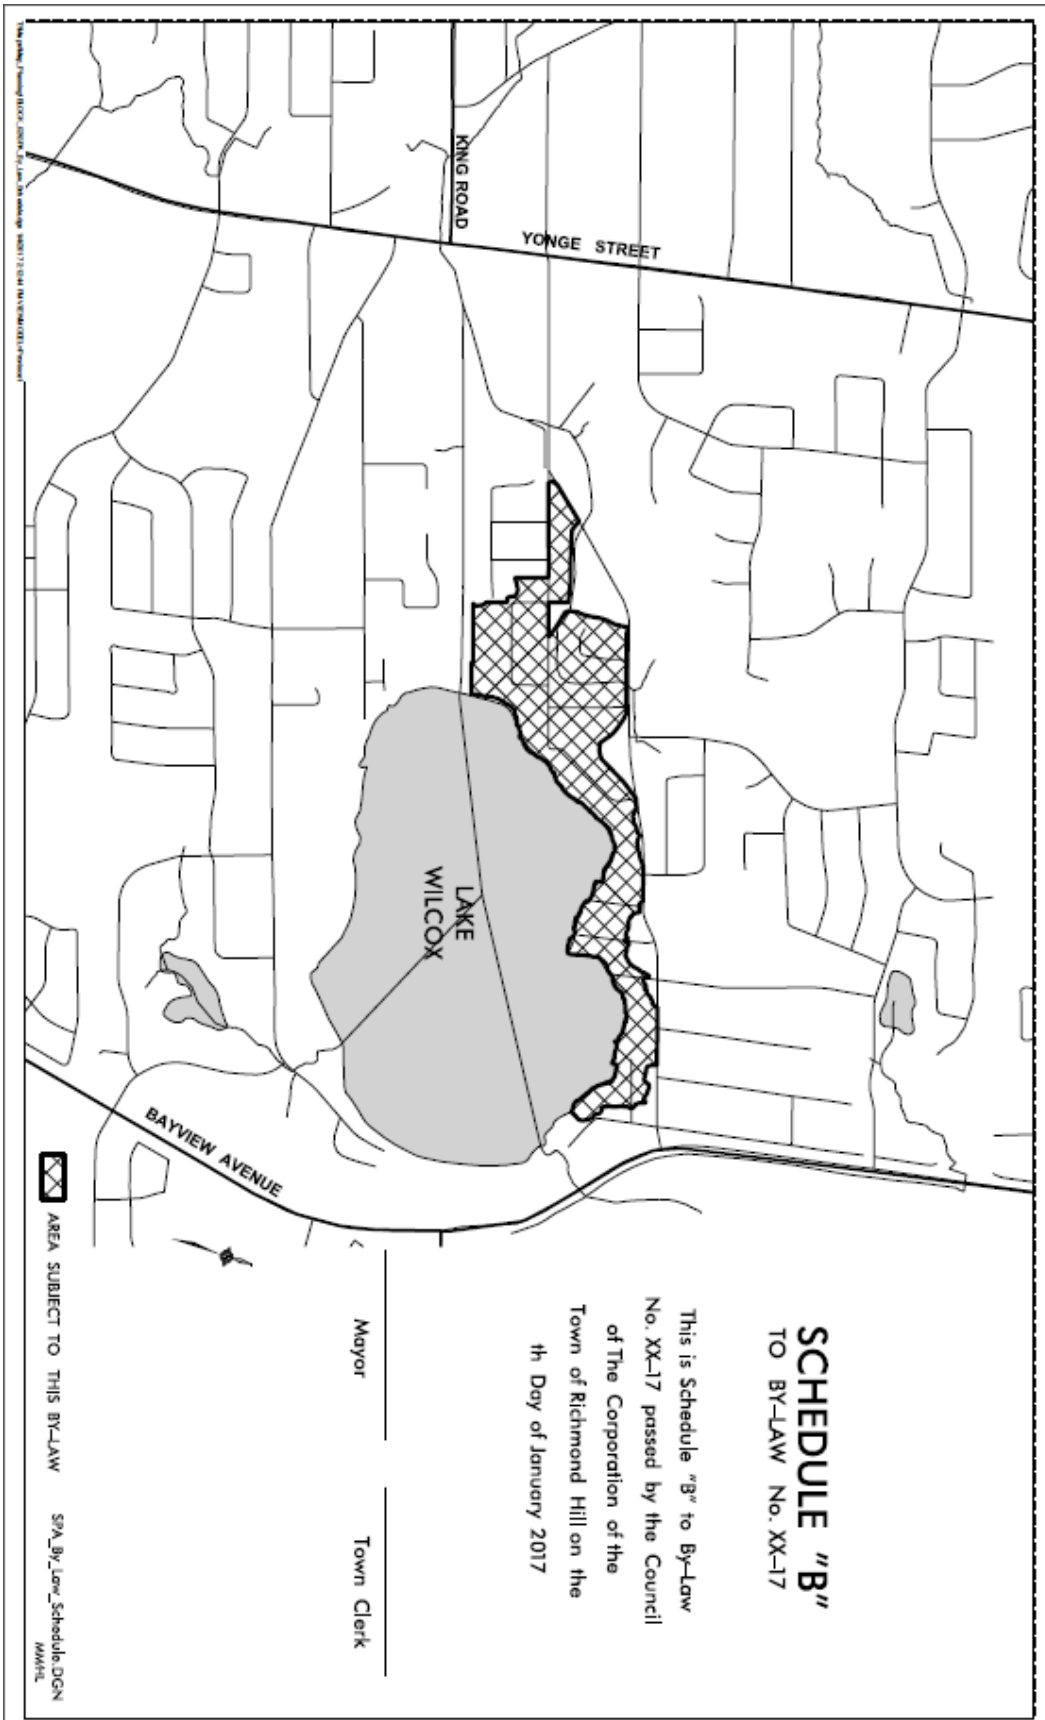 SCHEDULE "B"
TO BY-LAW No. XX-17
This is Schedule "B" to By-Law
No. XX-17 passed by the Council
of The Corporation of the
Town of Richmond Hill on the
th Day of January 2017
Mayor
Town Clerk
KING ROAD
YONGE STREET
LAKE
WILCOX
BAYVIEW AVENUE
AREA SUBJECT TO THIS BY-LAW
SPA_By_Law_Schedule.DGN